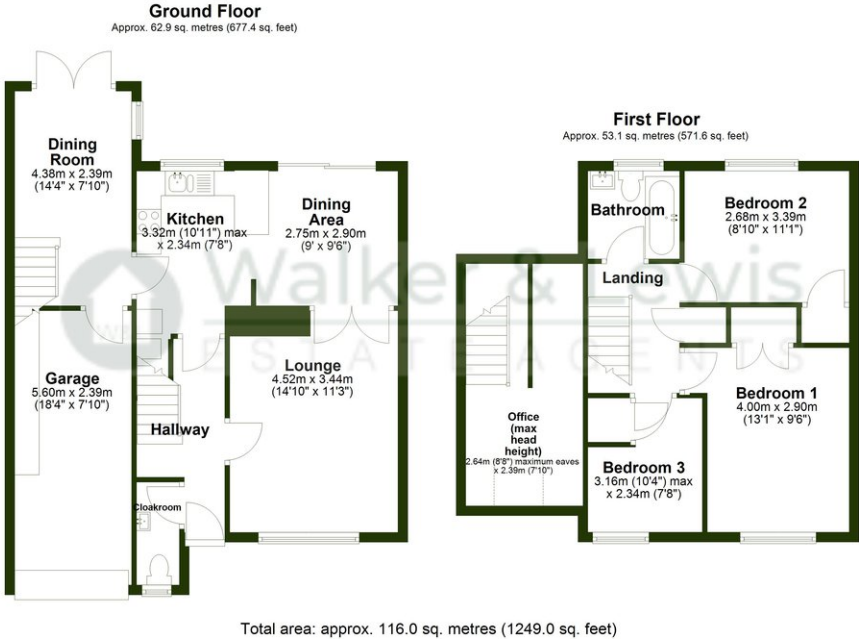 Ground Floor
Approx. 62.9 sq. metres (677.4 sq. feet)
Dining
Room
4.38m x 2.39m
(14'4" x 7'10")
Kitchen
3.32m (10'11") max
x 2.34m (7'8")
Dining
Area
2.75m x 2.90m
(9' x 9'6")
Garage
5.60m x 2.39m
(18'4" x 7'10")
Lounge
4.52m x 3.44m
(14'10" x 11'3")
Hallway
Cloakroom
First Floor
Approx. 53.1 sq. metres (571.6 sq. feet)
Bathroom
Bedroom 2
2.68m x 3.39m
(8'10" x 11'1")
Landing
Office
(max
head
height)
2.64m (8'8") maximum eaves
x 2.39m (7'10")
Bedroom 1
4.00m x 2.90m
(13'1" x 9'6")
Bedroom 3
3.16m (10'4") max
x 2.34m (7'8")
Walker & Lewis
ESTATE AGENTS
Total area: approx. 116.0 sq. metres (1249.0 sq. feet)